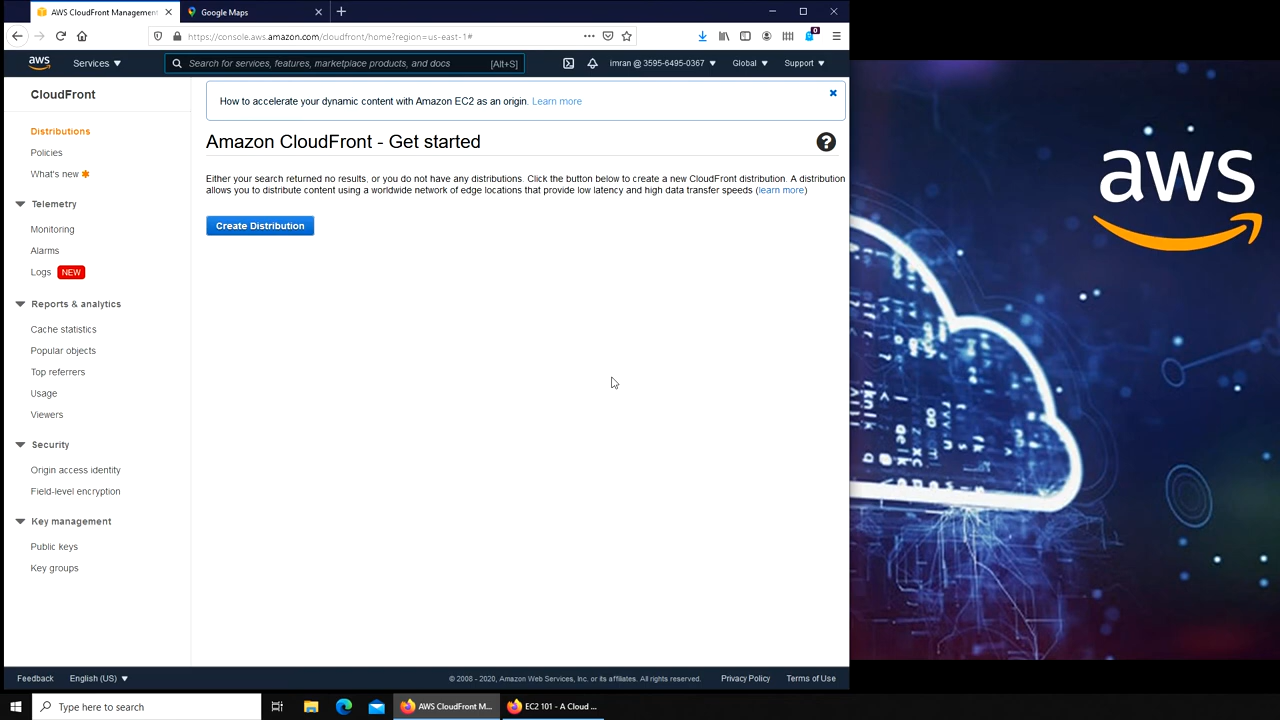 AWS CloudFront Management
Google Maps
https://console.aws.amazon.com/cloudfront/home?region=us-east-1#
0
aws
Services
Search for services, features, marketplace products, and docs
[Alt+S]
imran @ 3595-6495-0367
Global
Support
CloudFront
Distributions
Policies
What's new
Telemetry
Monitoring
Alarms
Logs NEW
Reports & analytics
Cache statistics
Popular objects
Top referrers
Usage
Viewers
Security
Origin access identity
Field-level encryption
Key management
Public keys
Key groups
How to accelerate your dynamic content with Amazon EC2 as an origin. Learn more
Amazon CloudFront - Get started
?
Either your search returned no results, or you do not have any distributions. Click the button below to create a new CloudFront distribution. A distribution
allows you to distribute content using a worldwide network of edge locations that provide low latency and high data transfer speeds (learn more)
Create Distribution
aws
Feedback
English (US)
© 2008 - 2020, Amazon Web Services, Inc. or its affiliates. All rights reserved.
Privacy Policy
Terms of Use
Type here to search
AWS CloudFront M...
EC2 101 - A Cloud ...